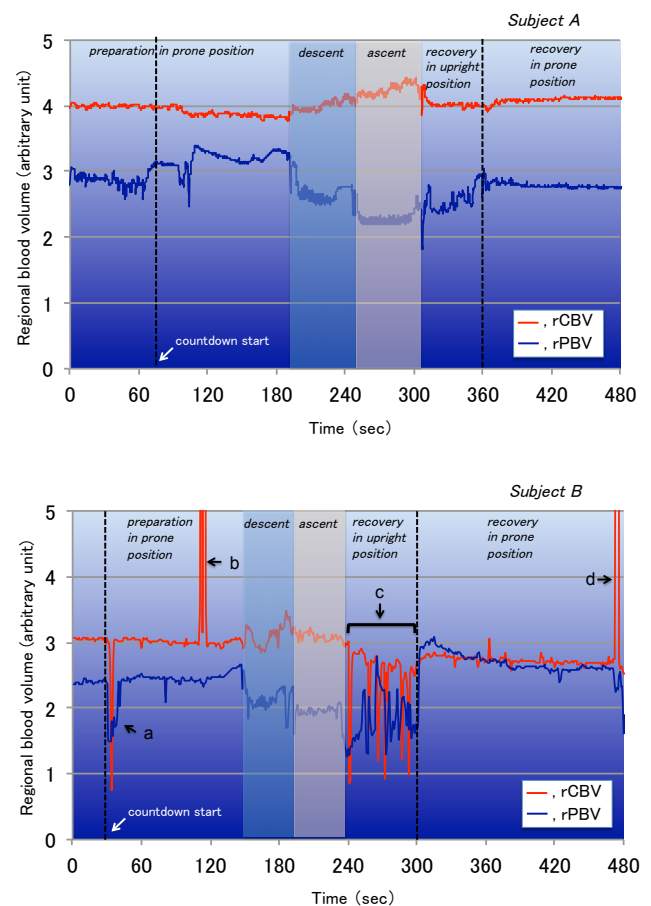 Subject A
5
4
3
2
1
0
Regional blood volume (arbitrary unit)
preparation in prone position
descent
ascent
recovery
in upright
position
recovery
in prone
position
countdown start
, rCBV
, rPBV
0
60
120
180
240
300
360
420
480
Time (sec)
Subject B
5
4
3
2
1
0
Regional blood volume (arbitrary unit)
preparation
in prone
position
descent
ascent
recovery
in upright
position
recovery
in prone
position
a
b
c
d
countdown start
, rCBV
, rPBV
0
60
120
180
240
300
360
420
480
Time (sec)